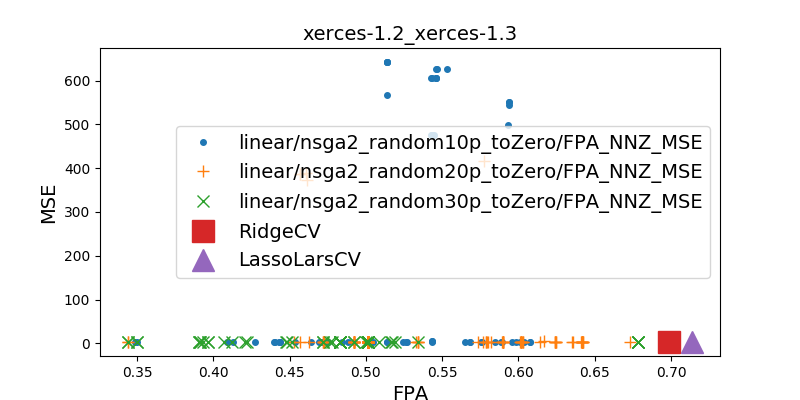 xerces-1.2_xerces-1.3
600
500
400
300
200
100
0
MSE
linear/nsga2_random10p_toZero/FPA_NNZ_MSE
linear/nsga2_random20p_toZero/FPA_NNZ_MSE
linear/nsga2_random30p_toZero/FPA_NNZ_MSE
RidgeCV
LassoLarsCV
0.35 0.40 0.45 0.50 0.55 0.60 0.65 0.70
FPA